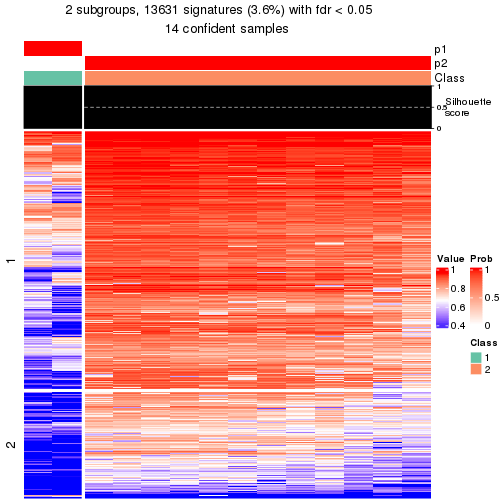 2 subgroups, 13631 signatures (3.6%) with fdr < 0.05
14 confident samples
p1
p2
Class
1
0.5
0
Silhouette
score
1
2
Value
1
0.8
0.6
0.4
Prob
1
0.5
0
Class
1
2